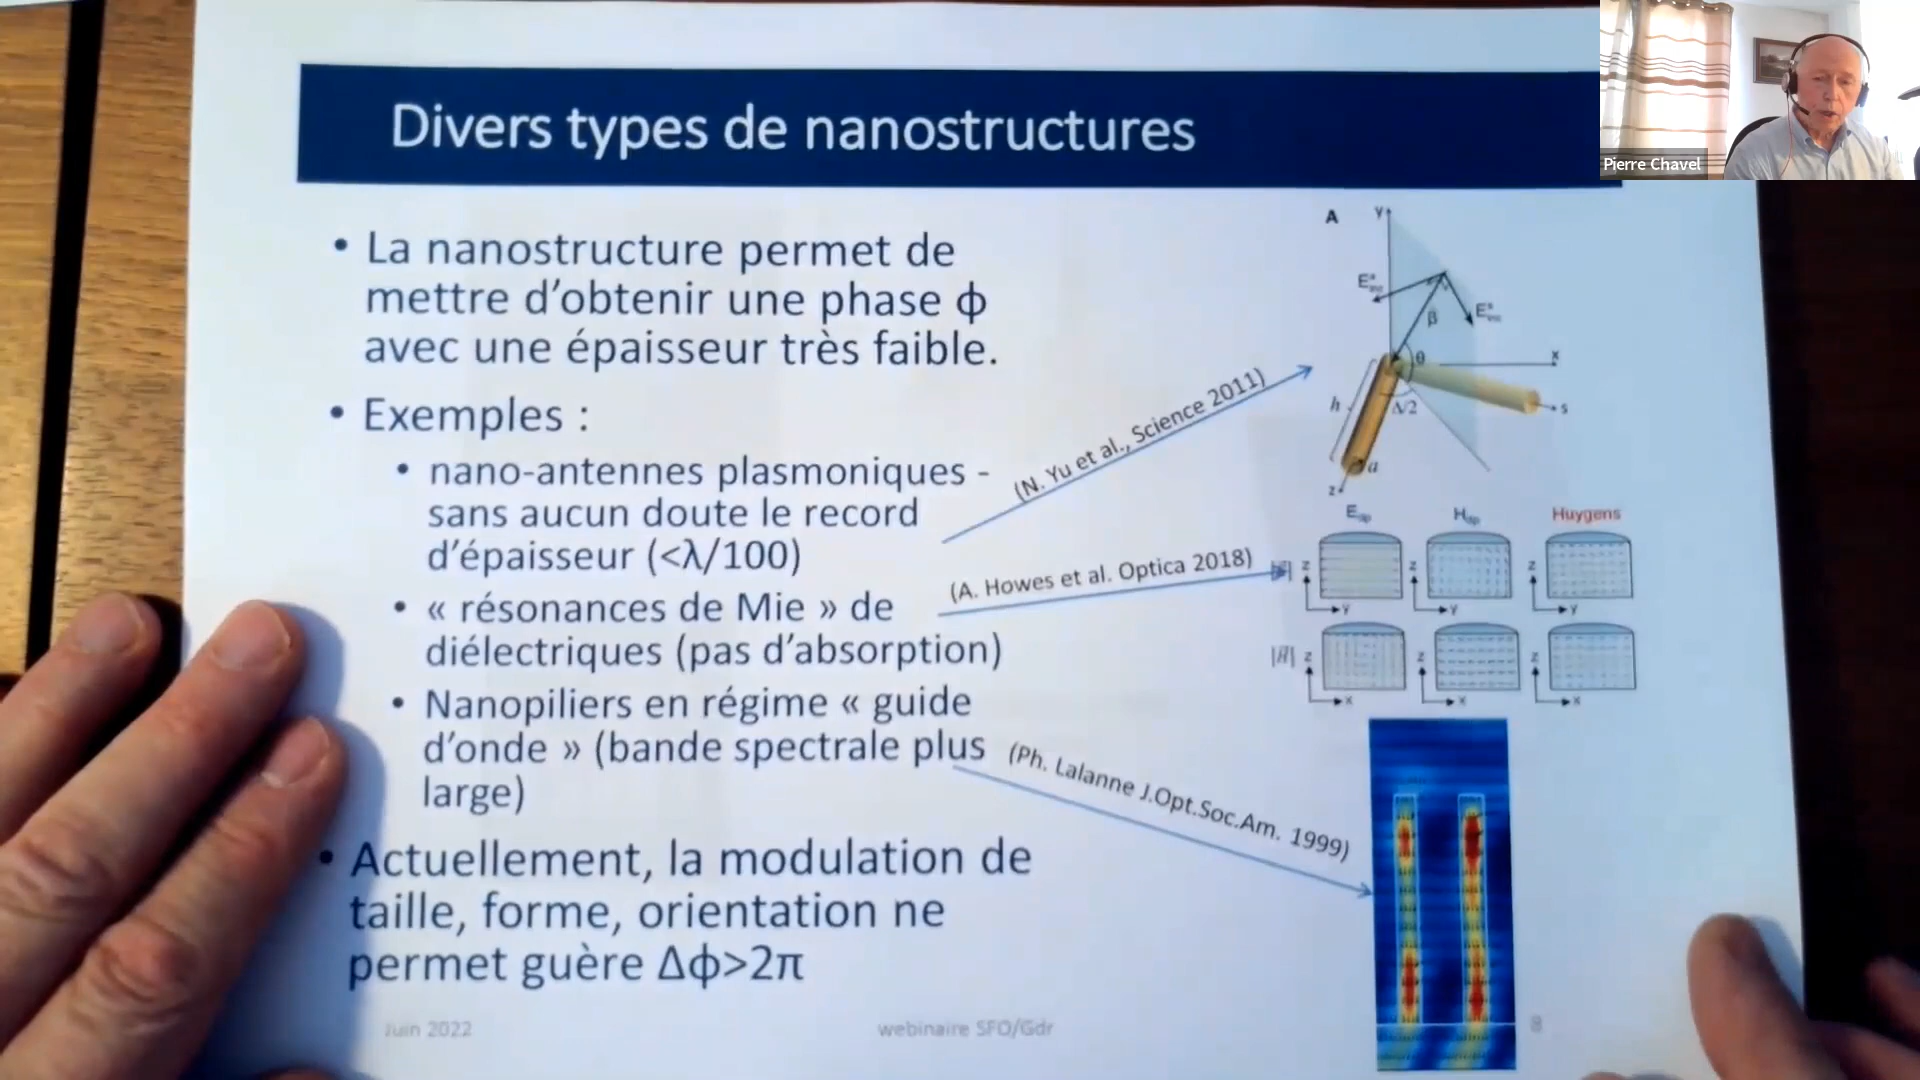 Divers types de nanostructures
Pierre Chavel
• La nanostructure permet de
mettre d’obtenir une phase ϕ
avec une épaisseur très faible.
• Exemples :
• nano-antennes plasmoniques -
sans aucun doute le record
d’épaisseur (<λ/100)
• « résonances de Mie » de
diélectriques (pas d’absorption)
• Nanopiliers en régime « guide
d’onde » (bande spectrale plus
large)
• Actuellement, la modulation de
taille, forme, orientation ne
permet guère Δϕ>2π
(N. Yu et al., Science 2011)
(A. Howes et al. Optica 2018)
(Ph. Lalanne J.Opt.Soc.Am. 1999)
A
y
β
θ
x
h
Δ/2
s
a
z
Huygens
z z z
y y y
|H| z z z
x x x
Juin 2022
webinaire SFO/Gdr
8